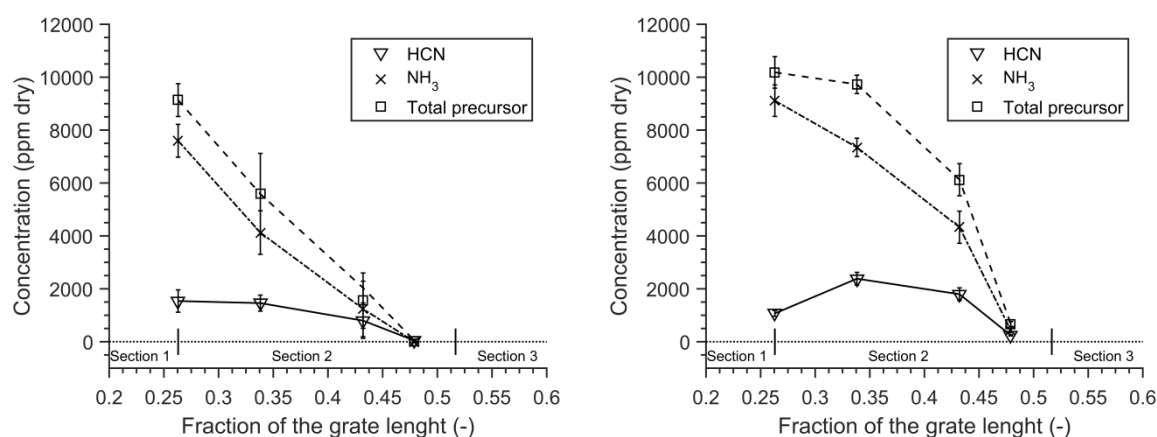 12000
10000
8000
6000
4000
2000
0
Concentration (ppm dry)
HCN
NH3
Total precursor
Section 1
Section 2
Section 3
0.2 0.25 0.3 0.35 0.4 0.45 0.5 0.55 0.6
Fraction of the grate lenght (-)
12000
10000
8000
6000
4000
2000
0
Concentration (ppm dry)
HCN
NH3
Total precursor
Section 1
Section 2
Section 3
0.2 0.25 0.3 0.35 0.4 0.45 0.5 0.55 0.6
Fraction of the grate lenght (-)